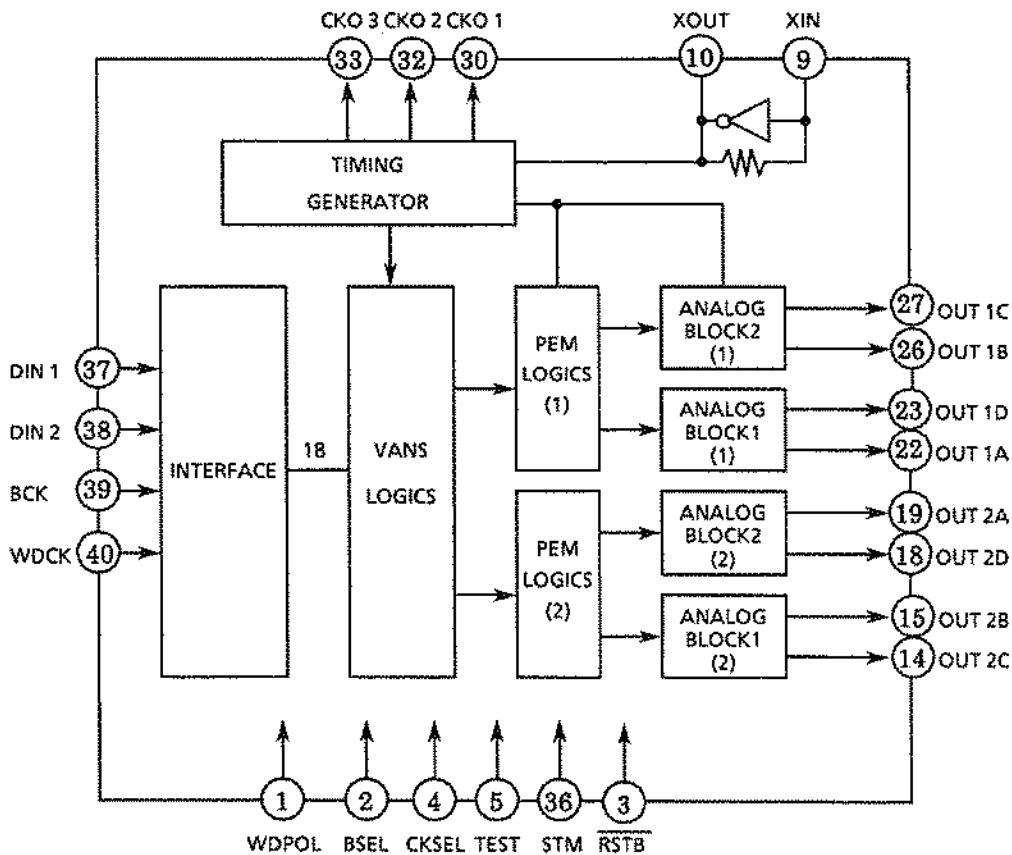 CKO 3 CKO 2 CKO 1 XOUT XIN
33 32 30 10 9
TIMING
GENERATOR
DIN 1 37
DIN 2 38
BCK 39
WDCK 40
INTERFACE
18
VANS
LOGICS
PEM
LOGICS
(1)
PEM
LOGICS
(2)
ANALOG
BLOCK2
(1)
ANALOG
BLOCK1
(1)
ANALOG
BLOCK2
(2)
ANALOG
BLOCK1
(2)
27 OUT 1C
26 OUT 1B
23 OUT 1D
22 OUT 1A
19 OUT 2A
18 OUT 2D
15 OUT 2B
14 OUT 2C
1 2 4 5 36 3
WDPOL BSEL CKSEL TEST STM RSTB